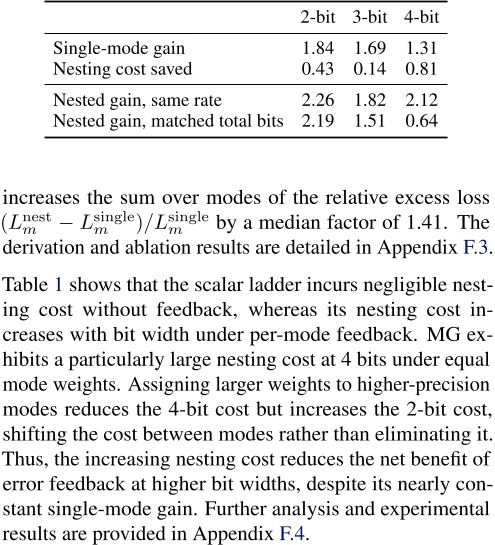 2-bit 3-bit 4-bit
Single-mode gain 1.84 1.69 1.31
Nesting cost saved 0.43 0.14 0.81
Nested gain, same rate 2.26 1.82 2.12
Nested gain, matched total bits 2.19 1.51 0.64
increases the sum over modes of the relative excess loss
(L_m^nest − L_m^single)/L_m^single by a median factor of 1.41. The
derivation and ablation results are detailed in Appendix F.3.
Table 1 shows that the scalar ladder incurs negligible nest-
ing cost without feedback, whereas its nesting cost in-
creases with bit width under per-mode feedback. MG ex-
hibits a particularly large nesting cost at 4 bits under equal
mode weights. Assigning larger weights to higher-precision
modes reduces the 4-bit cost but increases the 2-bit cost,
shifting the cost between modes rather than eliminating it.
Thus, the increasing nesting cost reduces the net benefit of
error feedback at higher bit widths, despite its nearly con-
stant single-mode gain. Further analysis and experimental
results are provided in Appendix F.4.